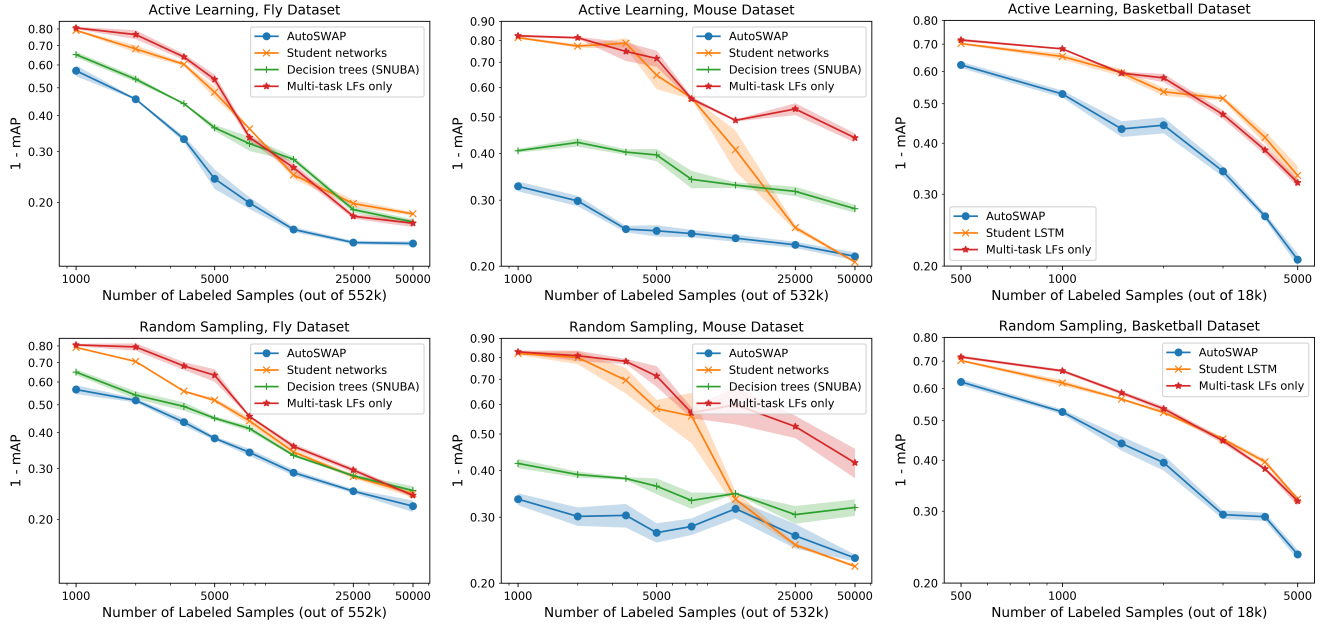 Active Learning, Fly Dataset
1 - mAP
0.80
0.70
0.60
0.50
0.40
0.30
0.20
AutoSWAP
Student networks
Decision trees (SNUBA)
Multi-task LFs only
1000
5000
25000
50000
Number of Labeled Samples (out of 552k)
Active Learning, Mouse Dataset
1 - mAP
0.90
0.80
0.70
0.60
0.50
0.40
0.30
0.20
AutoSWAP
Student networks
Decision trees (SNUBA)
Multi-task LFs only
1000
5000
25000
50000
Number of Labeled Samples (out of 532k)
Active Learning, Basketball Dataset
1 - mAP
0.80
0.70
0.60
0.50
0.40
0.30
0.20
AutoSWAP
Student LSTM
Multi-task LFs only
500
1000
5000
Number of Labeled Samples (out of 18k)
Random Sampling, Fly Dataset
1 - mAP
0.80
0.70
0.60
0.50
0.40
0.30
0.20
AutoSWAP
Student networks
Decision trees (SNUBA)
Multi-task LFs only
1000
5000
25000
50000
Number of Labeled Samples (out of 552k)
Random Sampling, Mouse Dataset
1 - mAP
0.90
0.80
0.70
0.60
0.50
0.40
0.30
0.20
AutoSWAP
Student networks
Decision trees (SNUBA)
Multi-task LFs only
1000
5000
25000
50000
Number of Labeled Samples (out of 532k)
Random Sampling, Basketball Dataset
1 - mAP
0.80
0.70
0.60
0.50
0.40
0.30
0.20
AutoSWAP
Student LSTM
Multi-task LFs only
500
1000
5000
Number of Labeled Samples (out of 18k)